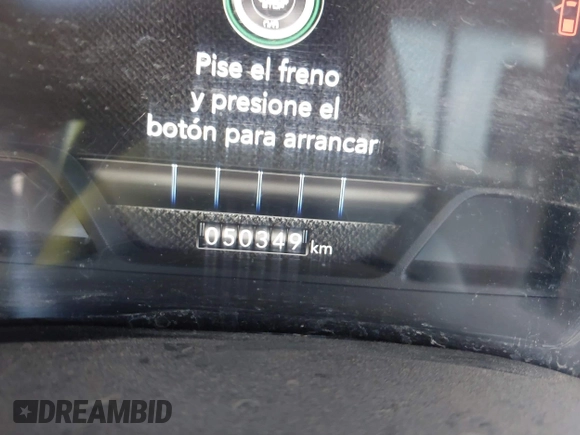 Pise el freno
y presione el
botón para arrancar
050349 km
DREAMBID